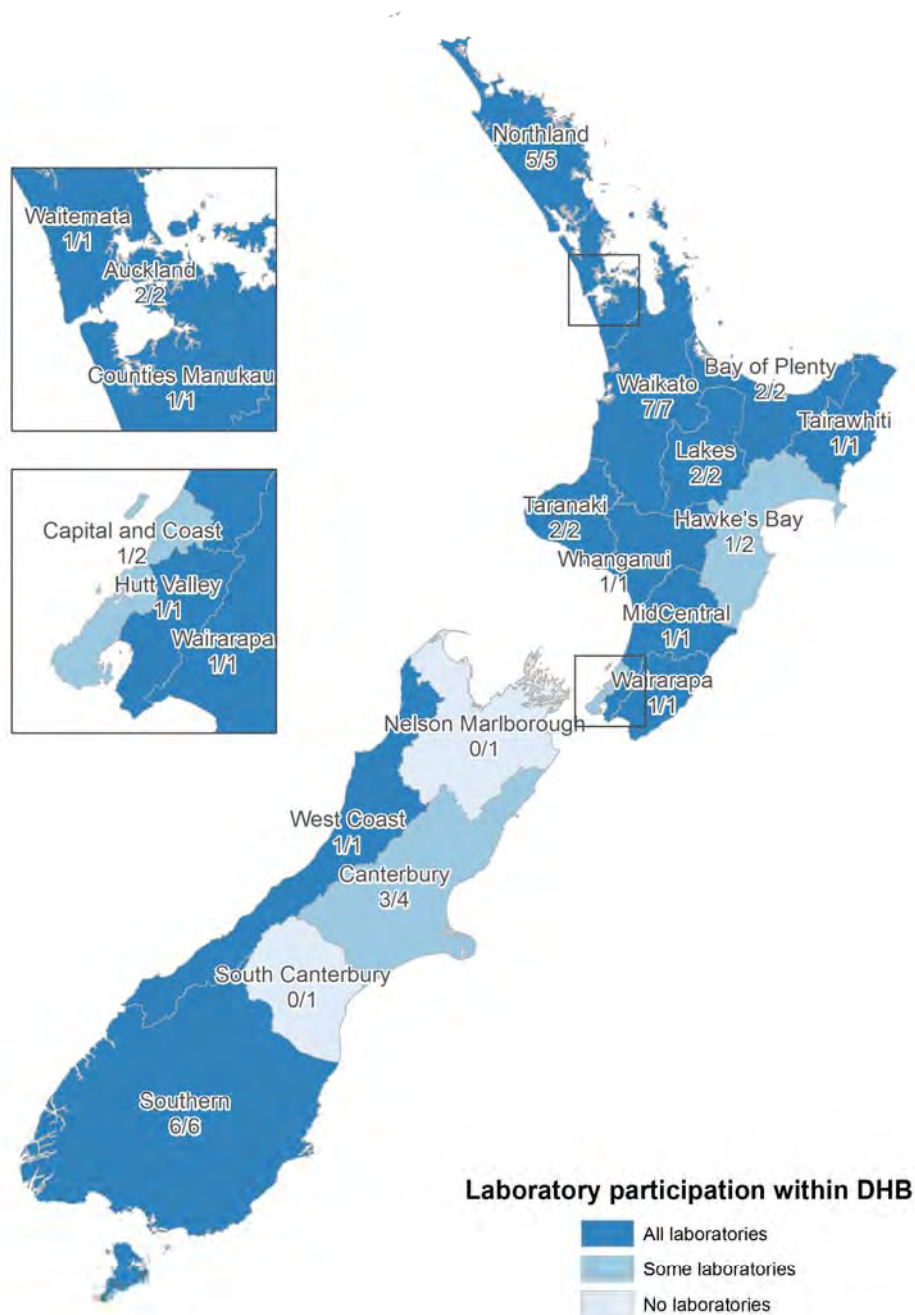 Northland
5/5
Waitemata
1/1
Auckland
2/2
Counties Manukau
1/1
Bay of Plenty
2/2
Waikato
7/7
Tairawhiti
1/1
Lakes
2/2
Taranaki
2/2
Hawke's Bay
1/2
Whanganui
1/1
MidCentral
1/1
Capital and Coast
1/2
Hutt Valley
1/1
Wairarapa
1/1
Wairarapa
1/1
Nelson Marlborough
0/1
West Coast
1/1
Canterbury
3/4
South Canterbury
0/1
Southern
6/6
Laboratory participation within DHB
All laboratories
Some laboratories
No laboratories